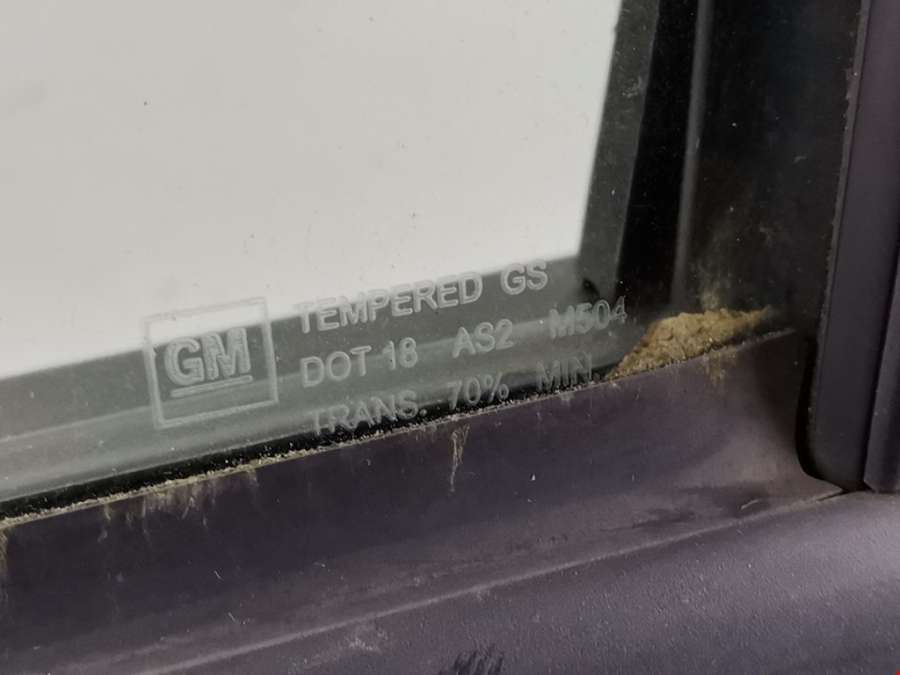 GM
TEMPERED GS
DOT 18 AS2 M504
TRANS. 70% MIN